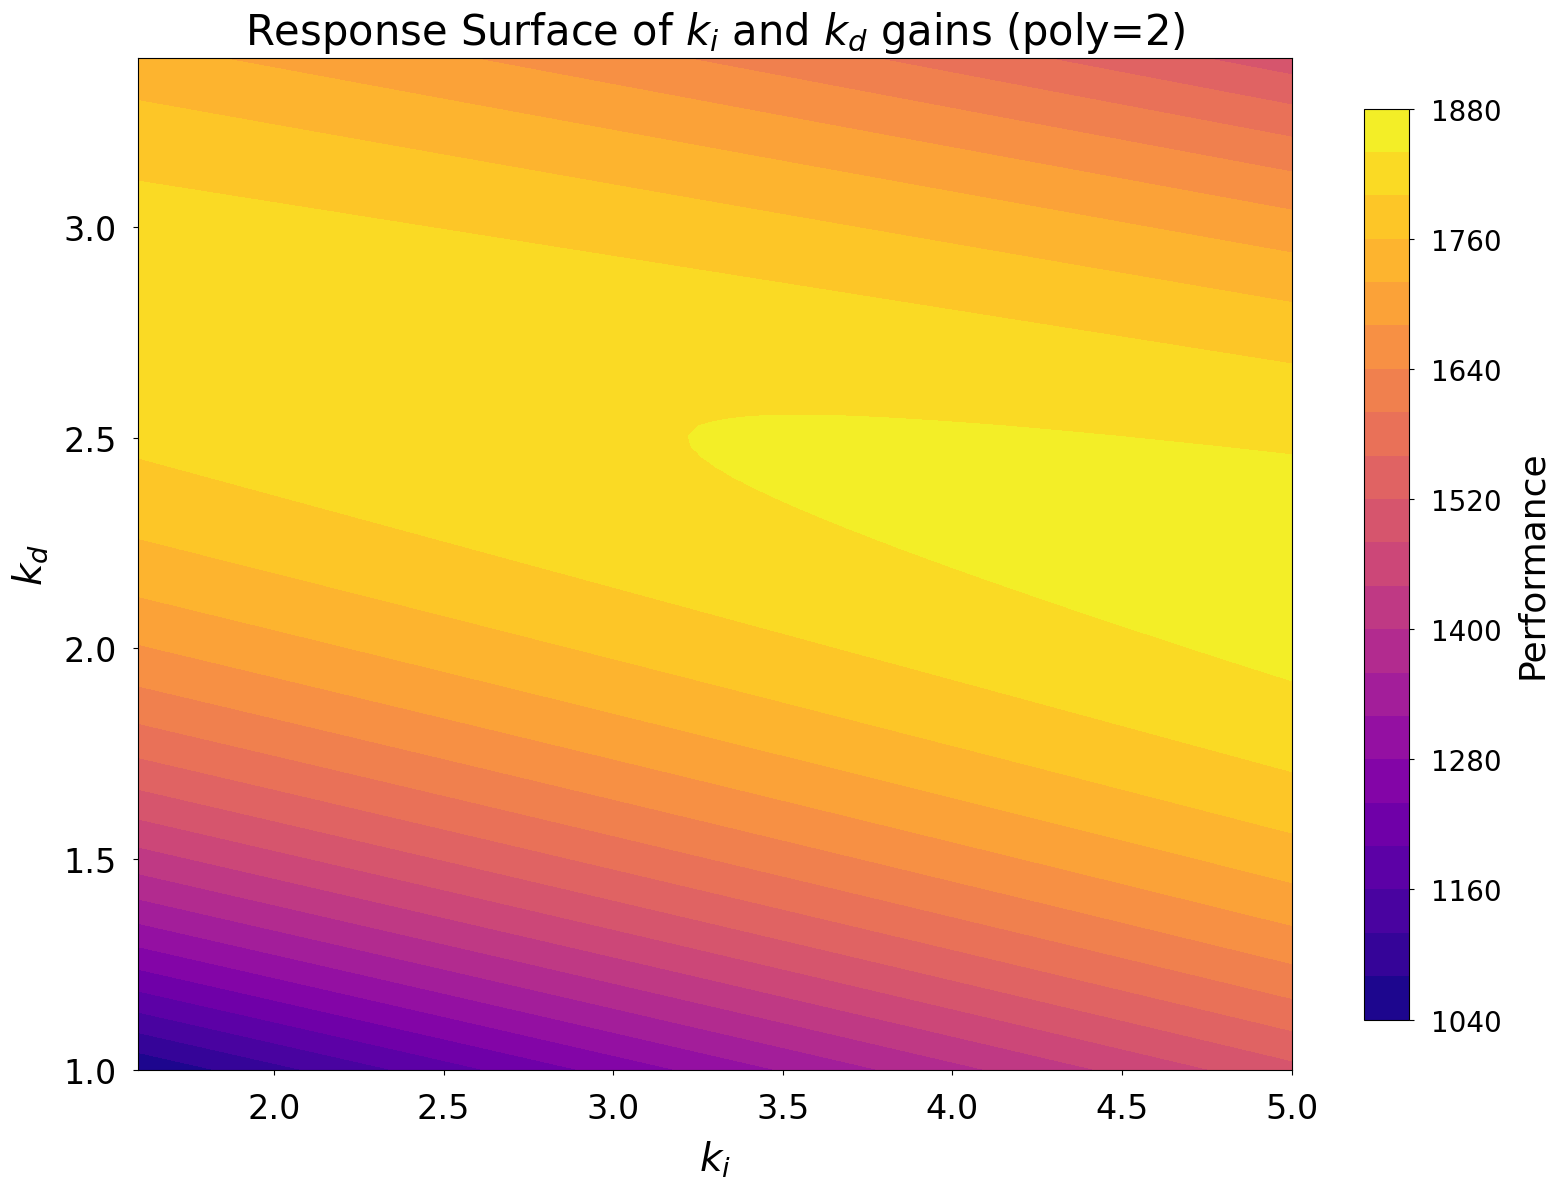 Response Surface of k_i and k_d gains (poly=2)
k_d
3.0
2.5
2.0
1.5
1.0
2.0 2.5 3.0 3.5 4.0 4.5 5.0
k_i
1880
1760
1640
1520
1400
1280
1160
1040
Performance